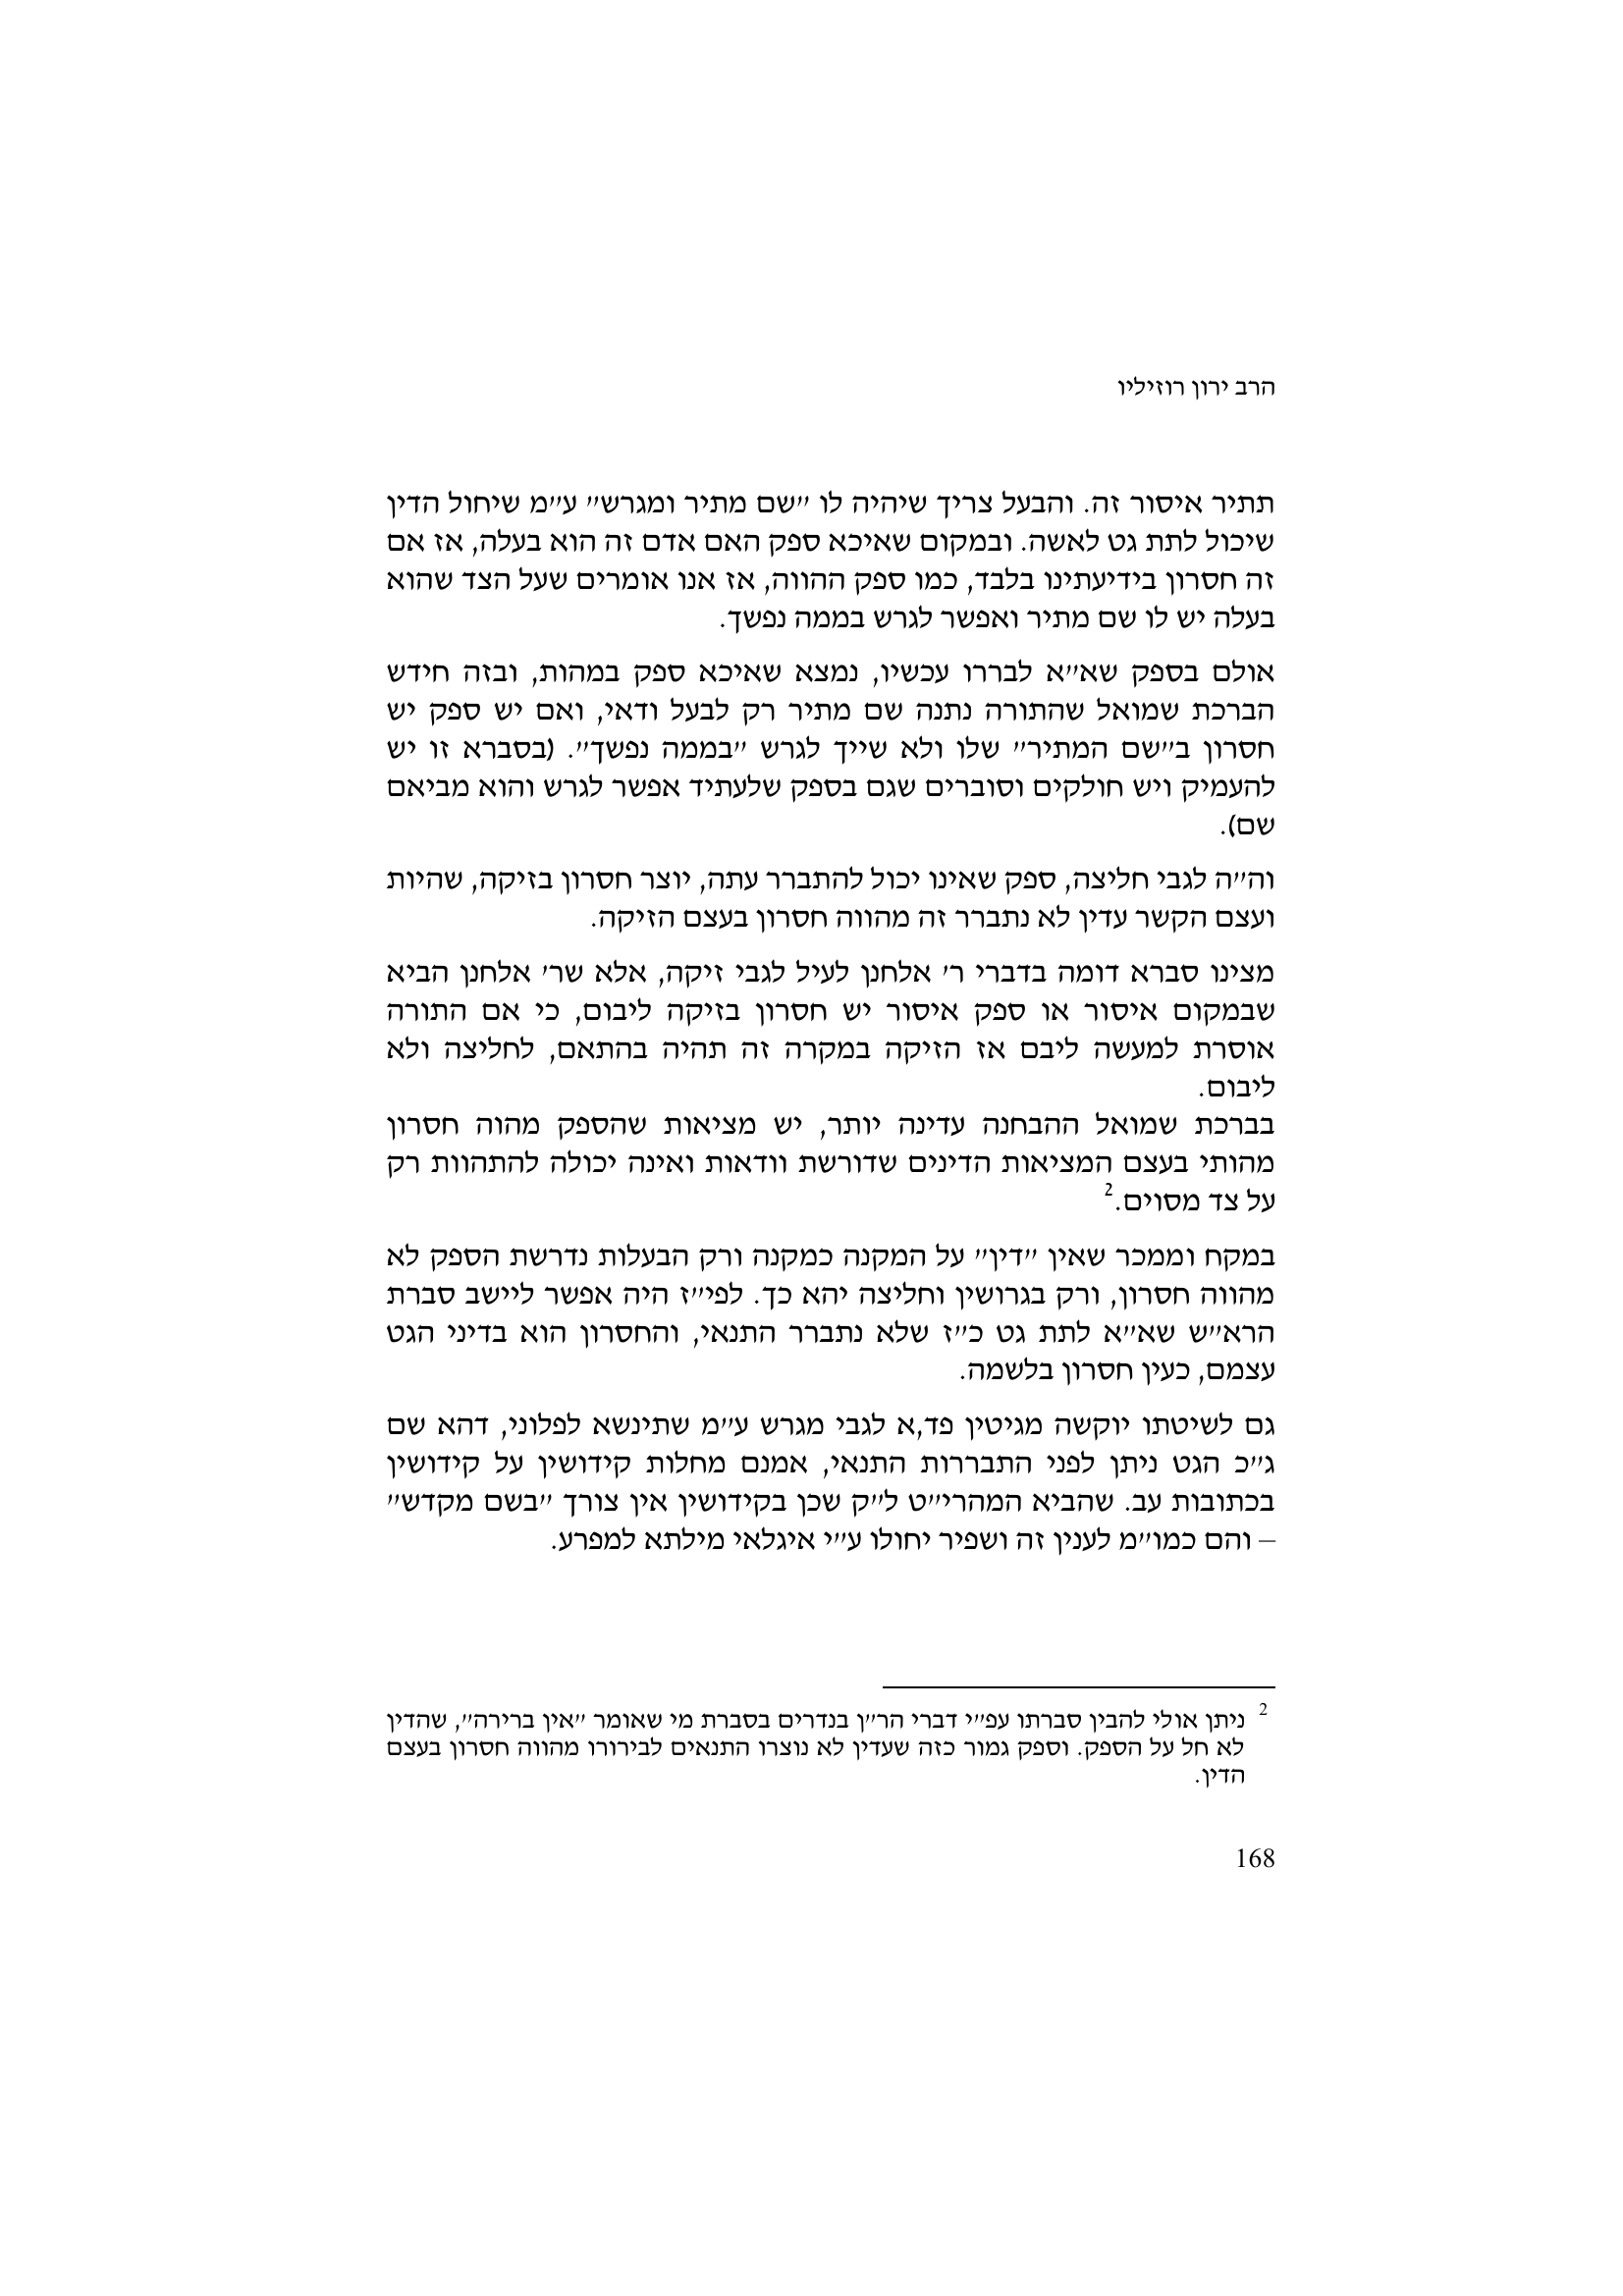 הרב ירון רוזיליו
תתיר איסור זה. והבעל צריך שיהיה לו "שם מתיר ומגרש" ע"מ שיחול הדין
שיכול לתת גט לאשה. ובמקום שאיכא ספק האם אדם זה הוא בעלה, אז אם
זה חסרון בידיעתינו בלבד, כמו ספק ההווה, אז אנו אומרים שעל הצד שהוא
בעלה יש לו שם מתיר ואפשר לגרש בממה נפשך.
אולם בספק שא"א לבררו עכשיו, נמצא שאיכא ספק במהות, ובזה חידש
הברכת שמואל שהתורה נתנה שם מתיר רק לבעל ודאי, ואם יש ספק יש
חסרון ב"שם המתיר" שלו ולא שייך לגרש "בממה נפשך". (בסברא זו יש
להעמיק ויש חולקים וסוברים שגם בספק שלעתיד אפשר לגרש והוא מביאם
שם).
וה"ה לגבי חליצה, ספק שאינו יכול להתברר עתה, יוצר חסרון בזיקה, שהיות
ועצם הקשר עדין לא נתברר זה מהווה חסרון בעצם הזיקה.
מצינו סברא דומה בדברי ר' אלחנן לעיל לגבי זיקה, אלא שר' אלחנן הביא
שבמקום איסור או ספק איסור יש חסרון בזיקה ליבום, כי אם התורה
אוסרת למעשה ליבם אז הזיקה במקרה זה תהיה בהתאם, לחליצה ולא
ליבום.
בברכת שמואל ההבחנה עדינה יותר, יש מציאות שהספק מהוה חסרון
מהותי בעצם המציאות הדינים שדורשת וודאות ואינה יכולה להתהוות רק
על צד מסוים.2
במקח וממכר שאין "דין" על המקנה כמקנה ורק הבעלות נדרשת הספק לא
מהווה חסרון, ורק בגרושין וחליצה יהא כך. לפי"ז היה אפשר ליישב סברת
הרא"ש שא"א לתת גט כ"ז שלא נתברר התנאי, והחסרון הוא בדיני הגט
עצמם, כעין חסרון בלשמה.
גם לשיטתו יוקשה מגיטין פד,א לגבי מגרש ע"מ שתינשא לפלוני, דהא שם
ג"כ הגט ניתן לפני התבררות התנאי, אמנם מחלות קידושין על קידושין
בכתובות עב. שהביא המהרי"ט ל"ק שכן בקידושין אין צורך "בשם מקדש"
– והם כמו"מ לענין זה ושפיר יחולו ע"י איגלאי מילתא למפרע.
2 ניתן אולי להבין סברתו עפ"י דברי הר"ן בנדרים בסברת מי שאומר "אין ברירה", שהדין
לא חל על הספק. וספק גמור כזה שעדין לא נוצרו התנאים לבירורו מהווה חסרון בעצם
הדין.
168